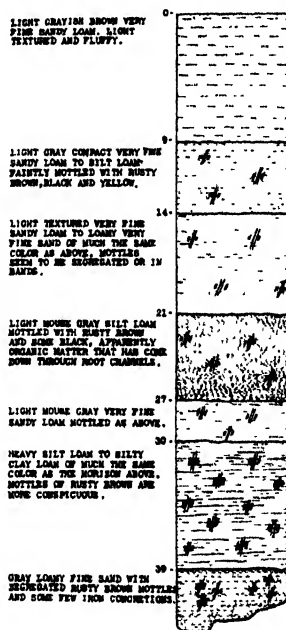 0
LIGHT GRAYISH BROWN VERY
FINE SANDY LOAM. LIGHT
TEXTURED AND FLUFFY.
9
LIGHT GRAY COMPACT VERY FINE
SANDY LOAM TO SILT LOAM
FAINTLY MOTTLED WITH RUSTY
BROWN, BLACK AND YELLOW.
14
LIGHT TEXTURED VERY FINE
SANDY LOAM TO LOAMY VERY
FINE SAND OF MUCH THE SAME
COLOR AS ABOVE. MOTTLES
SEEM TO BE SEGREGATED OR IN
BANDS.
21
LIGHT MOUSE GRAY SILT LOAM
MOTTLED WITH RUSTY BROWN
AND SOME BLACK, APPARENTLY
ORGANIC MATTER THAT HAS COME
DOWN THROUGH ROOT CHANNELS.
27
LIGHT MOUSE GRAY VERY FINE
SANDY LOAM MOTTLED AS ABOVE.
30
HEAVY SILT LOAM TO SILTY
CLAY LOAM OF MUCH THE SAME
COLOR AS THE HORISON ABOVE.
MOTTLES OF RUSTY BROWN ARE
MORE CONSPICUOUS.
39
GRAY LOAMY FINE SAND WITH
SEGREGATED RUSTY BROWN MOTTLES
AND SOME FEW IRON CONCRETIONS.